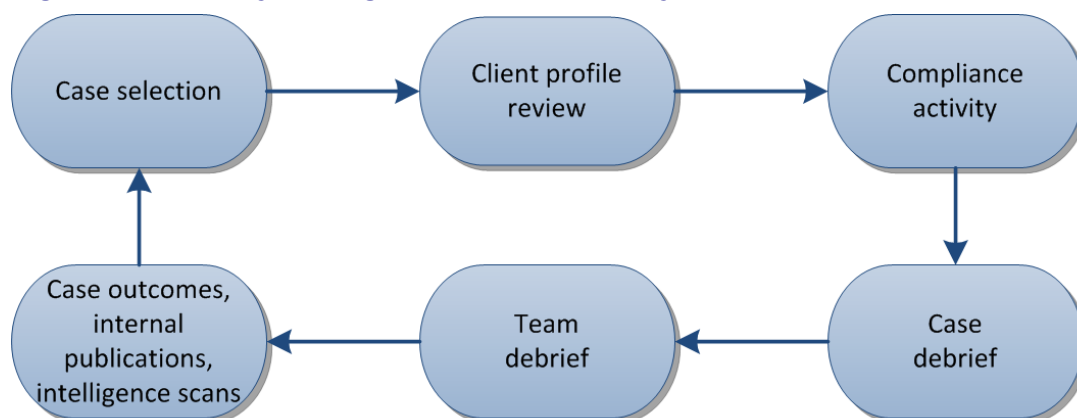 Case selection
Client profile
review
Compliance
activity
Case outcomes,
internal
publications,
intelligence scans
Team
debrief
Case
debrief